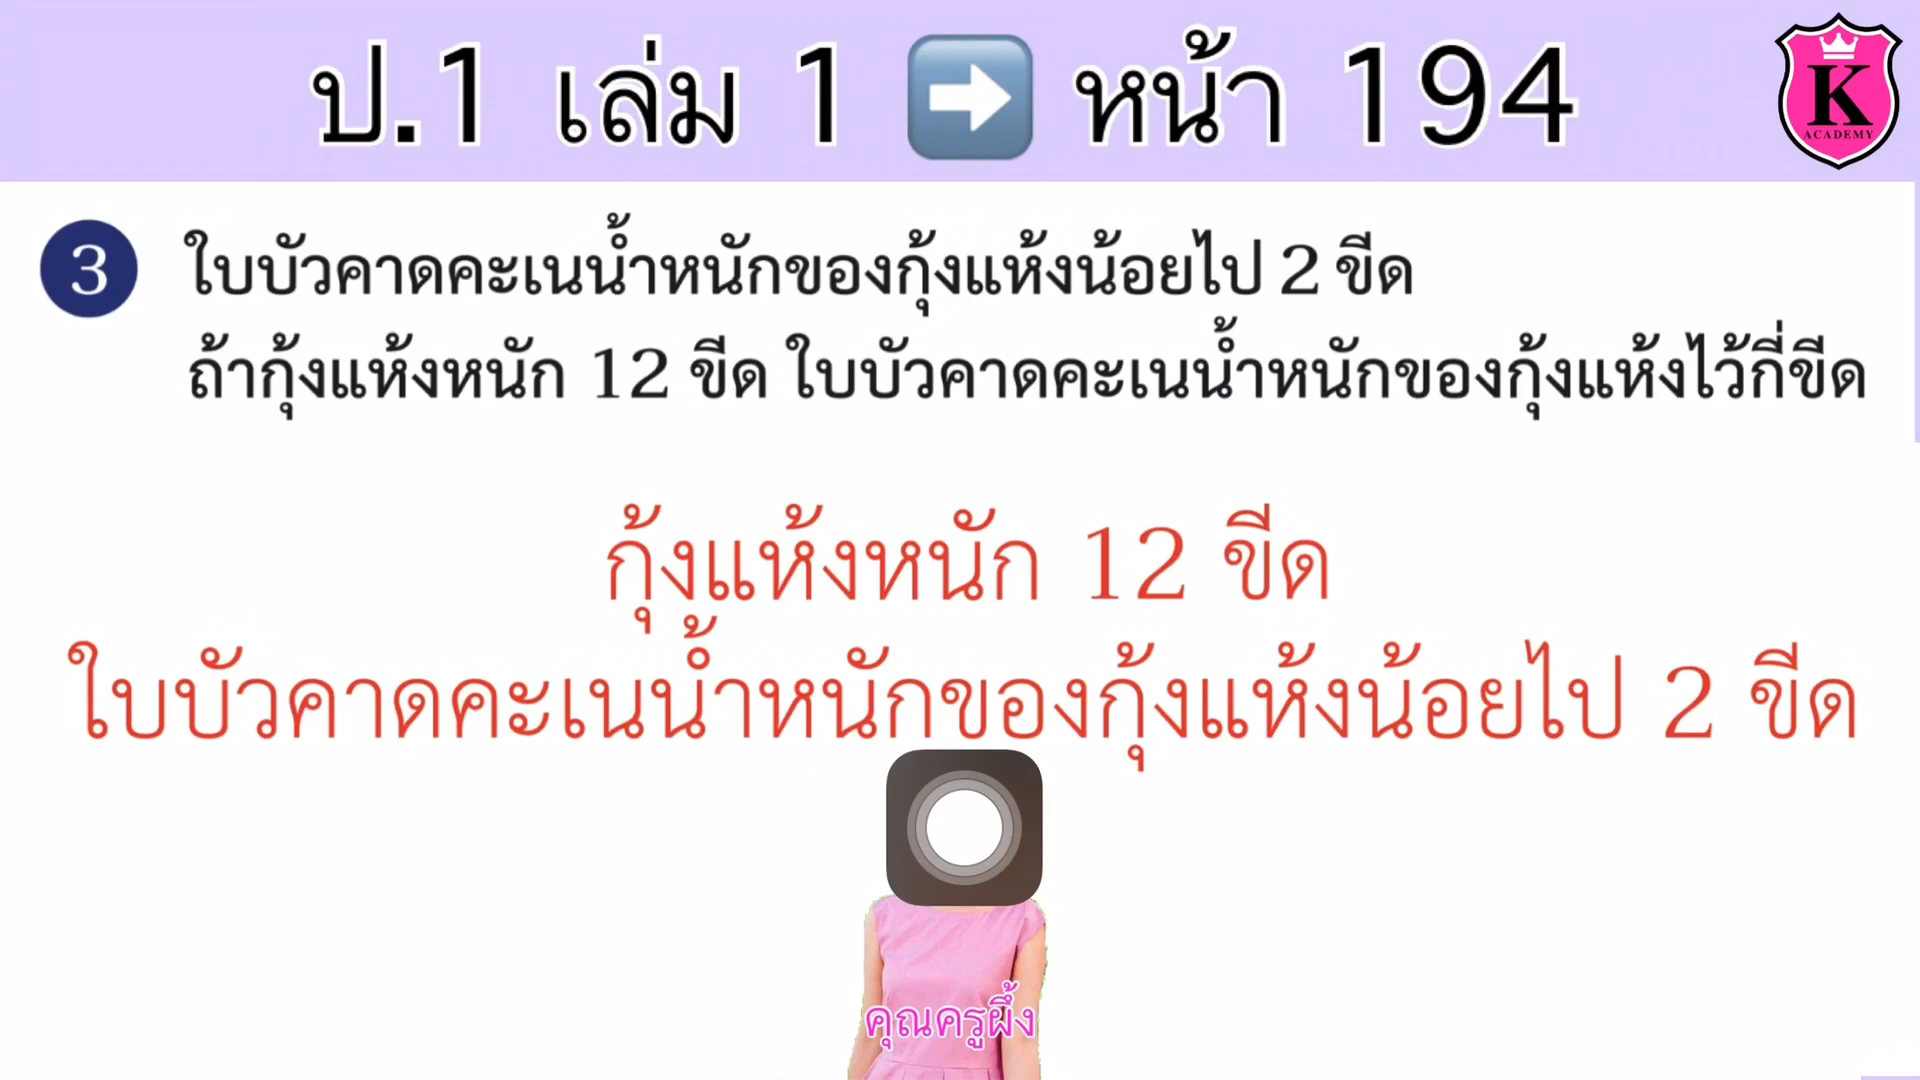 ป.1 เล่ม 1 ➡ หน้า 194
K
ACADEMY
3 ใบบัวคาดคะเนน้ำหนักของกุ้งแห้งน้อยไป 2 ขีด
ถ้ากุ้งแห้งหนัก 12 ขีด ใบบัวคาดคะเนน้ำหนักของกุ้งแห้งไว้กี่ขีด
กุ้งแห้งหนัก 12 ขีด
ใบบัวคาดคะเนน้ำหนักของกุ้งแห้งน้อยไป 2 ขีด
คุณครูผึ้ง